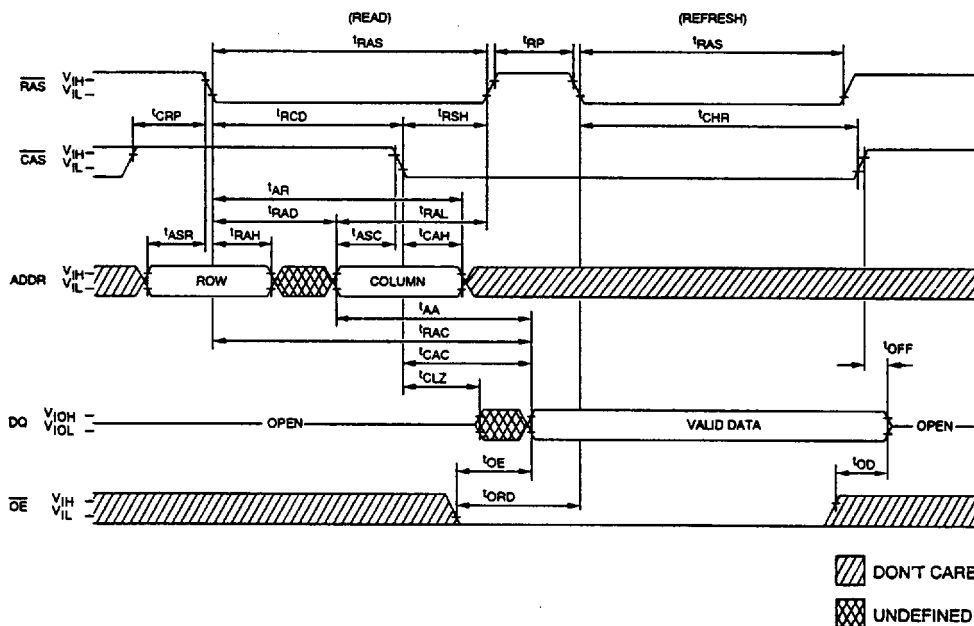 (READ) (REFRESH)
tRAS tRP tRAS
RAS VIH VIL
tCRP tRCD tRSH tCHR
CAS VIH VIL
tAR
tRAD tRAL
tASR tRAH tASC tCAH
ADDR VIH VIL ROW COLUMN
tAA
tRAC
tCAC tOFF
tCLZ
DQ VIOH VIOL OPEN VALID DATA OPEN
tOE tOD
tORD
OE VIH VIL
DON'T CARE
UNDEFINED